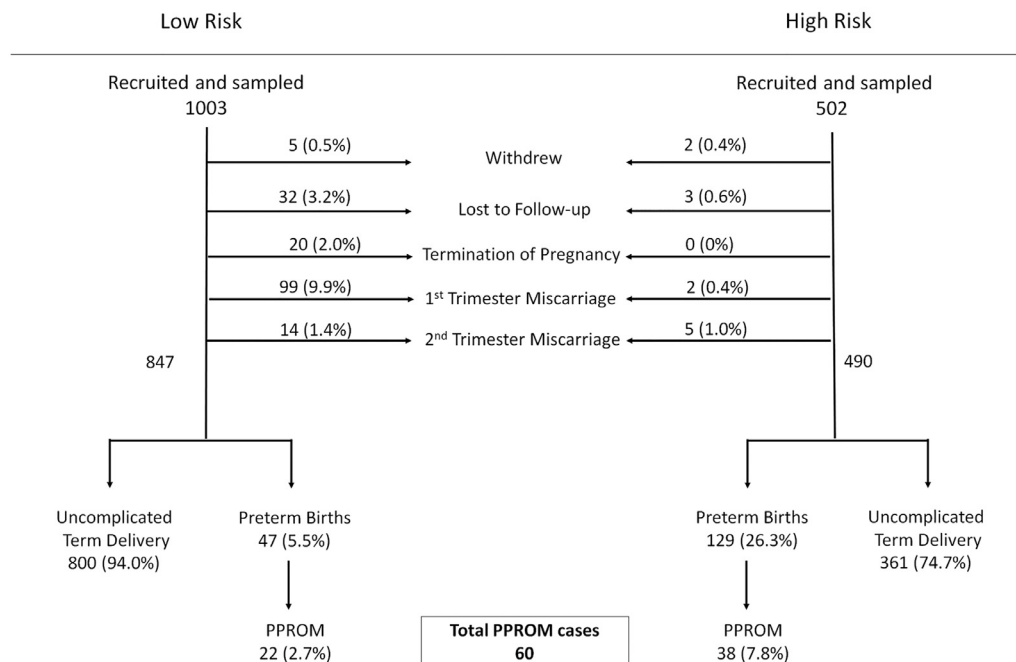 Low Risk
High Risk
Recruited and sampled
1003
Recruited and sampled
502
5 (0.5%)
Withdrew
2 (0.4%)
32 (3.2%)
Lost to Follow-up
3 (0.6%)
20 (2.0%)
Termination of Pregnancy
0 (0%)
99 (9.9%)
1st Trimester Miscarriage
2 (0.4%)
14 (1.4%)
2nd Trimester Miscarriage
5 (1.0%)
847
490
Uncomplicated
Term Delivery
800 (94.0%)
Preterm Births
47 (5.5%)
Preterm Births
129 (26.3%)
Uncomplicated
Term Delivery
361 (74.7%)
PPROM
22 (2.7%)
Total PPROM cases
60
PPROM
38 (7.8%)